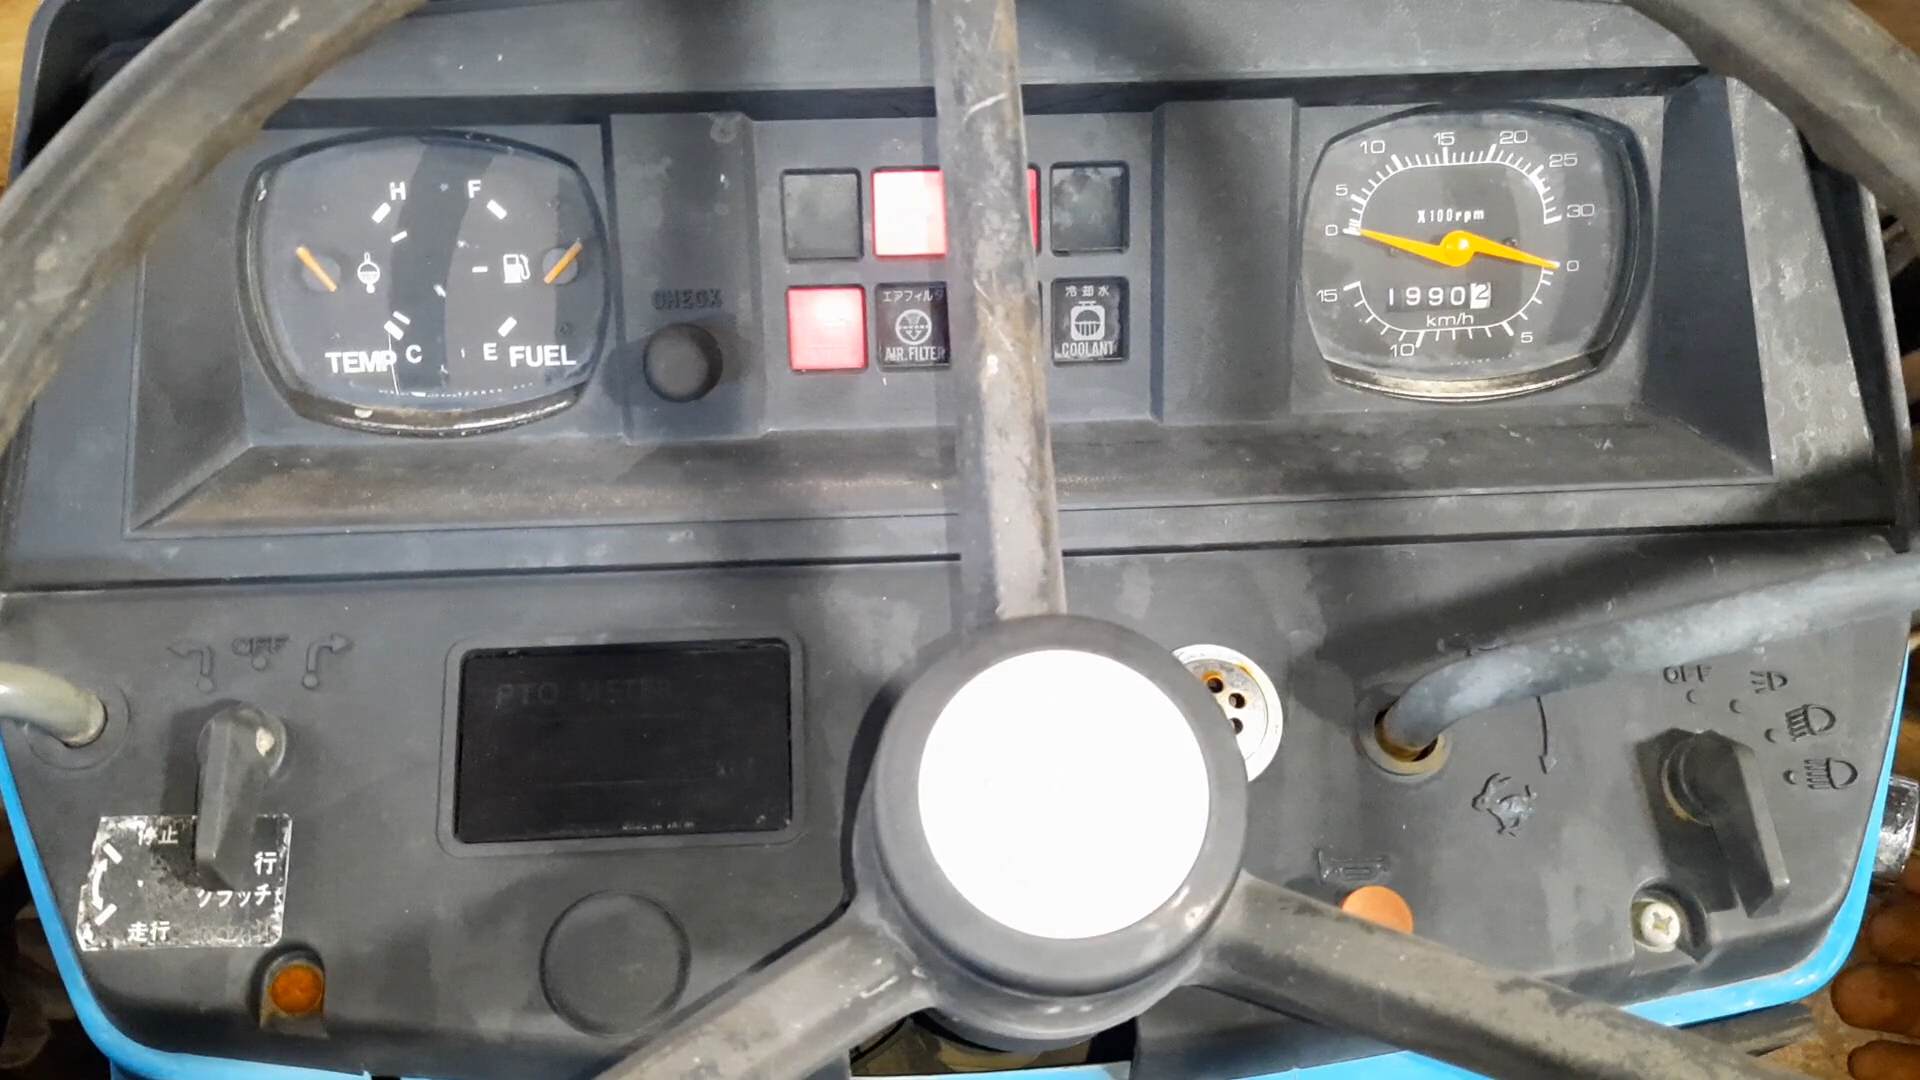 H F
TEMP C E FUEL
CHECK
エアフィルタ
AIR.FILTER
冷却水
COOLANT
0 5 10 15 20 25 30
X100rpm
0
19902
15 km/h 5
10
OFF
PTO METER
停止
行
クラッチ
走行
OFF